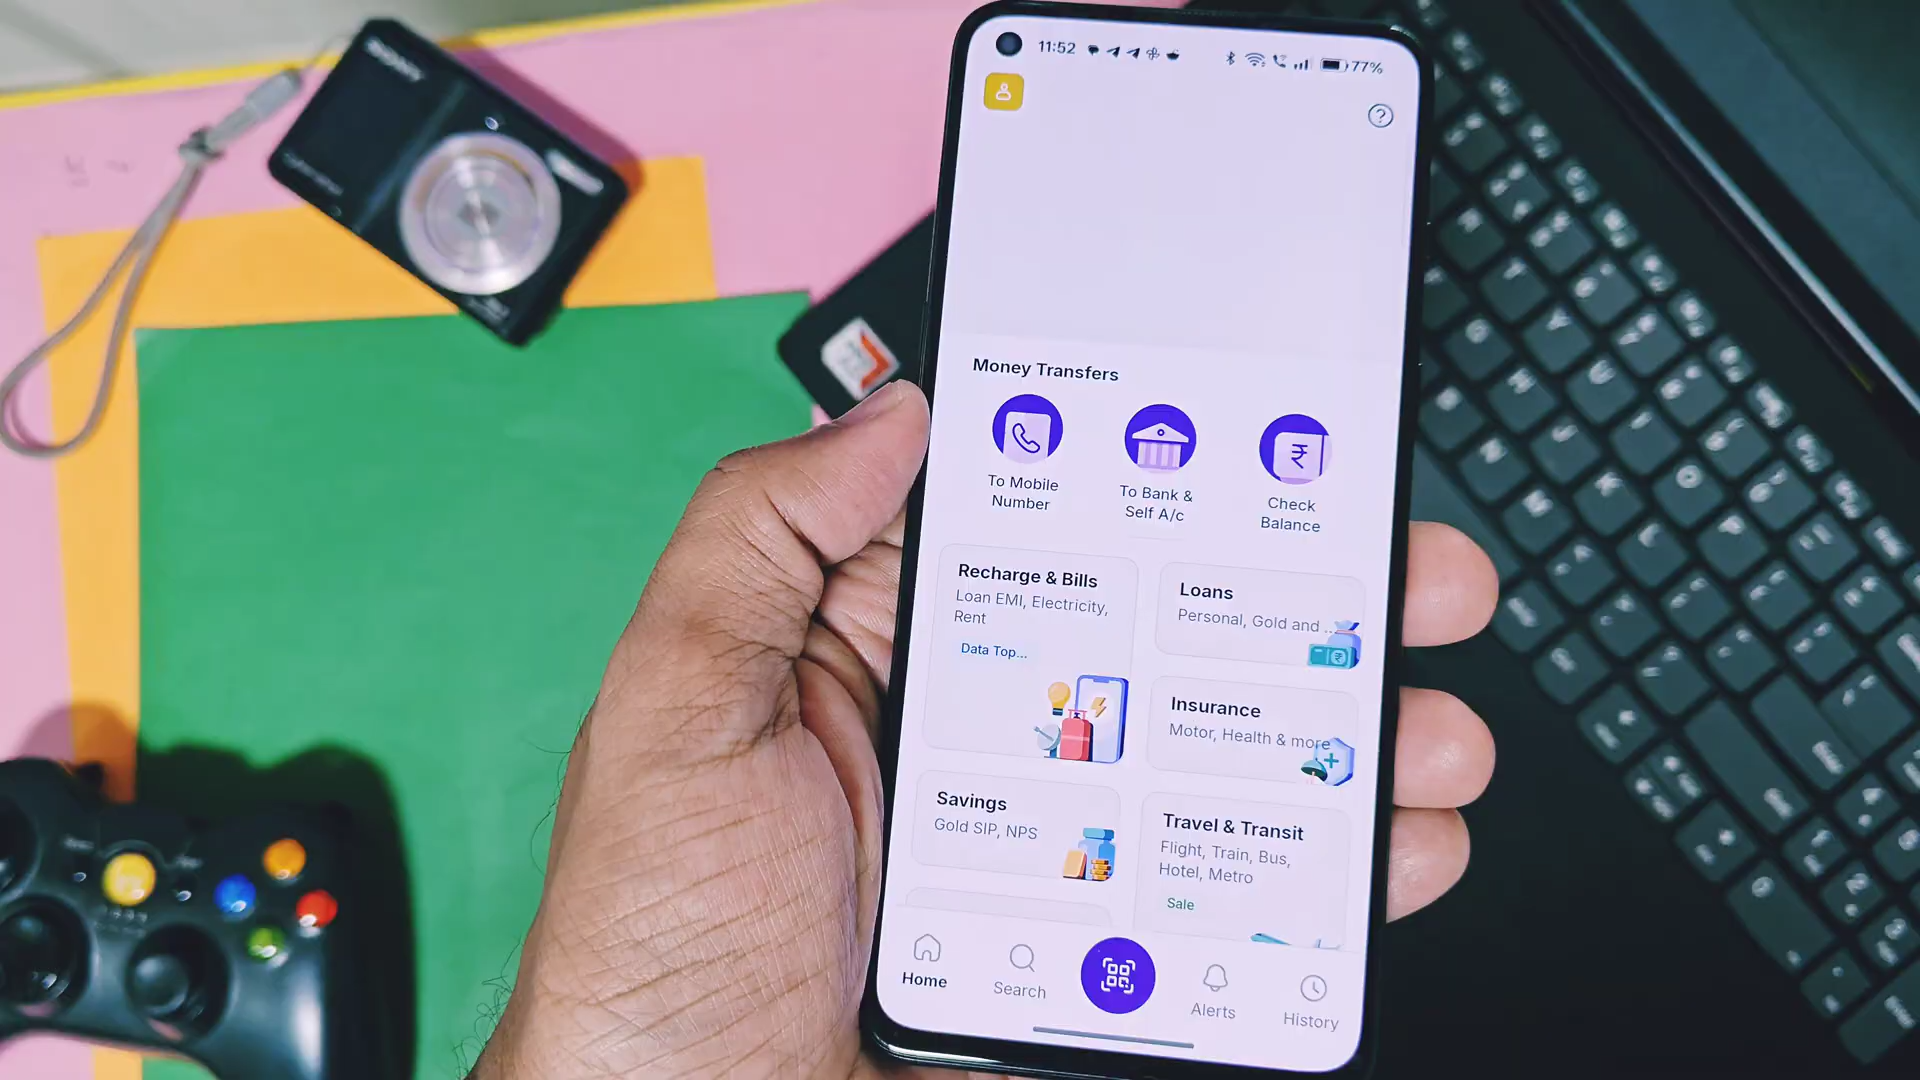 SONY
11:52
77%
?
Money Transfers
To Mobile
Number
To Bank &
Self A/c
₹
Check
Balance
Recharge & Bills
Loan EMI, Electricity,
Rent
Data Top...
Loans
Personal, Gold and ...
Insurance
Motor, Health & more
Savings
Gold SIP, NPS
Travel & Transit
Flight, Train, Bus,
Hotel, Metro
Sale
Home
Search
Alerts
History